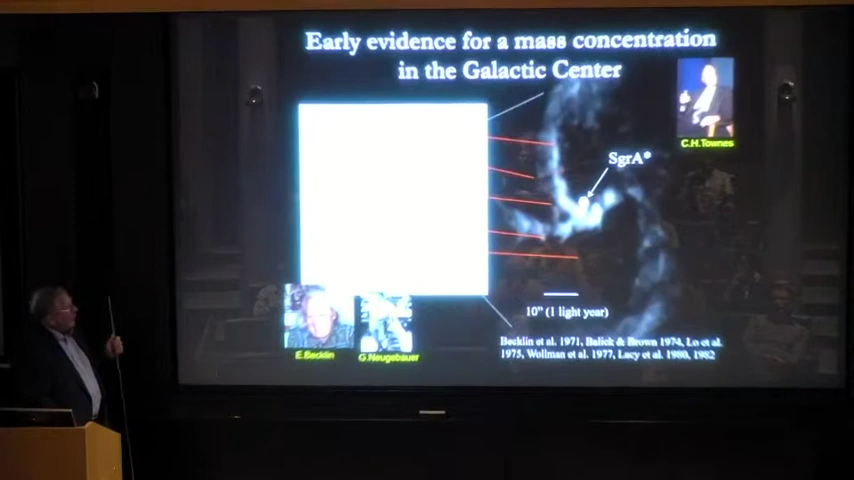 Early evidence for a mass concentration
in the Galactic Center
C.H.Townes
SgrA*
10" (1 light year)
E.Becklin
G.Neugebauer
Becklin et al. 1971, Balick & Brown 1974, Lo et al.
1975, Wollman et al. 1977, Lacy et al. 1980, 1982